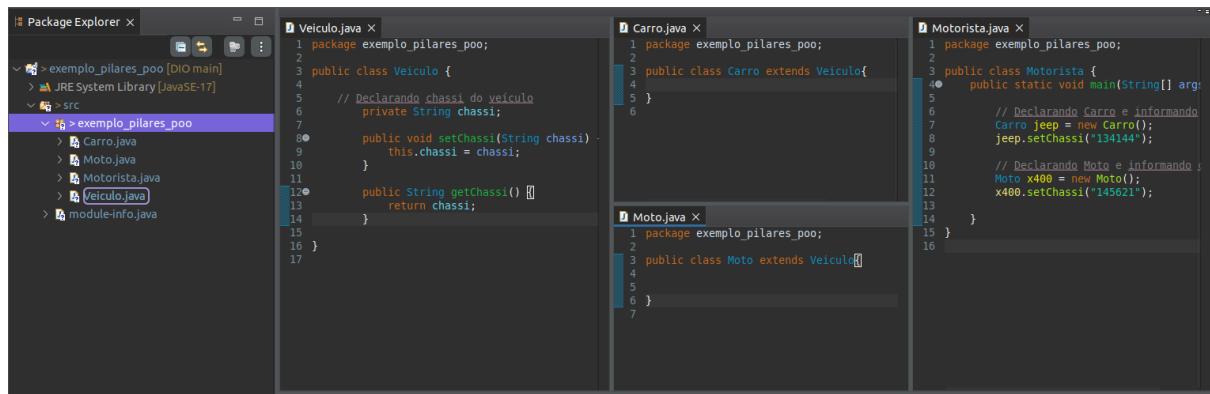 Package Explorer ×
> exemplo_pilares_poo [DIO main]
JRE System Library [JavaSE-17]
> src
> exemplo_pilares_poo
Carro.java
Moto.java
Motorista.java
Veiculo.java
module-info.java
Veiculo.java ×
1 package exemplo_pilares_poo;
2
3 public class Veiculo {
4
5 // Declarando chassi do veículo
6 private String chassi;
7
8 public void setChassi(String chassi)
9 this.chassi = chassi;
10 }
11
12 public String getChassi() {
13 return chassi;
14 }
15
16 }
17
Carro.java ×
1 package exemplo_pilares_poo;
2
3 public class Carro extends Veiculo{
4
5 }
6
Moto.java ×
1 package exemplo_pilares_poo;
2
3 public class Moto extends Veiculo{
4
5
6 }
7
Motorista.java ×
1 package exemplo_pilares_poo;
2
3 public class Motorista {
4 public static void main(String[] args
5
6 // Declarando Carro e informando
7 Carro jeep = new Carro();
8 jeep.setChassi("134144");
9
10 // Declarando Moto e informando
11 Moto x400 = new Moto();
12 x400.setChassi("145621");
13
14 }
15 }
16